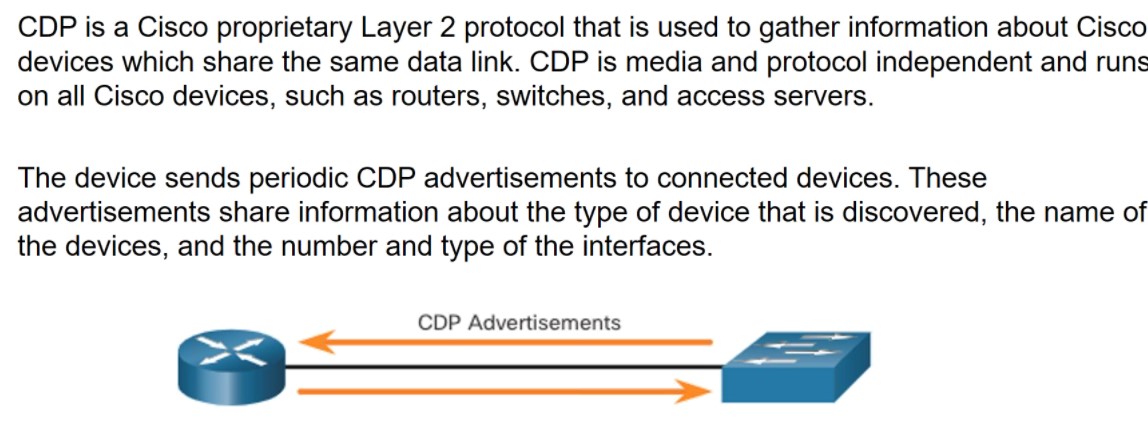 CDP is a Cisco proprietary Layer 2 protocol that is used to gather information about Cisco
devices which share the same data link. CDP is media and protocol independent and runs
on all Cisco devices, such as routers, switches, and access servers.
The device sends periodic CDP advertisements to connected devices. These
advertisements share information about the type of device that is discovered, the name of
the devices, and the number and type of the interfaces.
CDP Advertisements